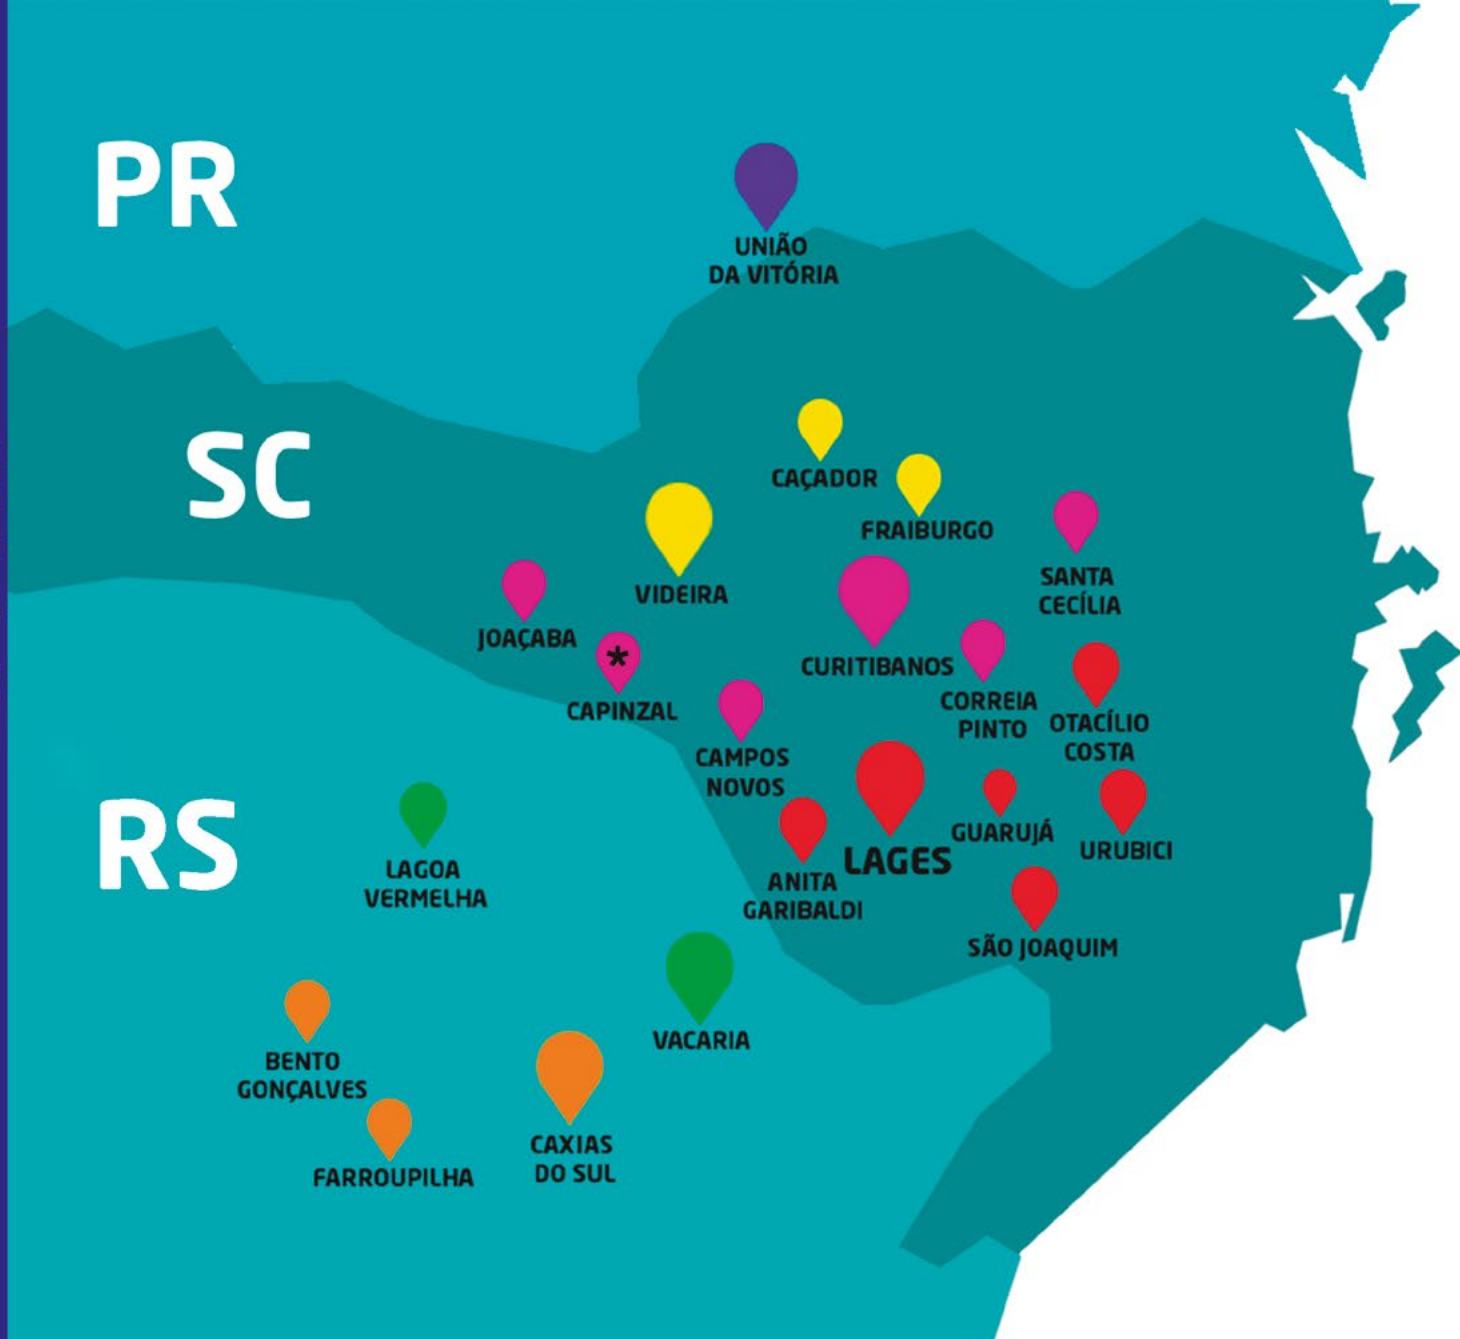 PR
UNIÃO
DA VITÓRIA
SC
CAÇADOR
FRAIBURGO
VIDEIRA
SANTA
CECÍLIA
JOAÇABA
*
CAPINZAL
CURITIBANOS
CORREIA
PINTO
OTACÍLIO
COSTA
CAMPOS
NOVOS
RS
LAGOA
VERMELHA
ANITA
GARIBALDI
LAGES
GUARUJÁ
URUBICI
SÃO JOAQUIM
VACARIA
BENTO
GONÇALVES
FARROUPILHA
CAXIAS
DO SUL